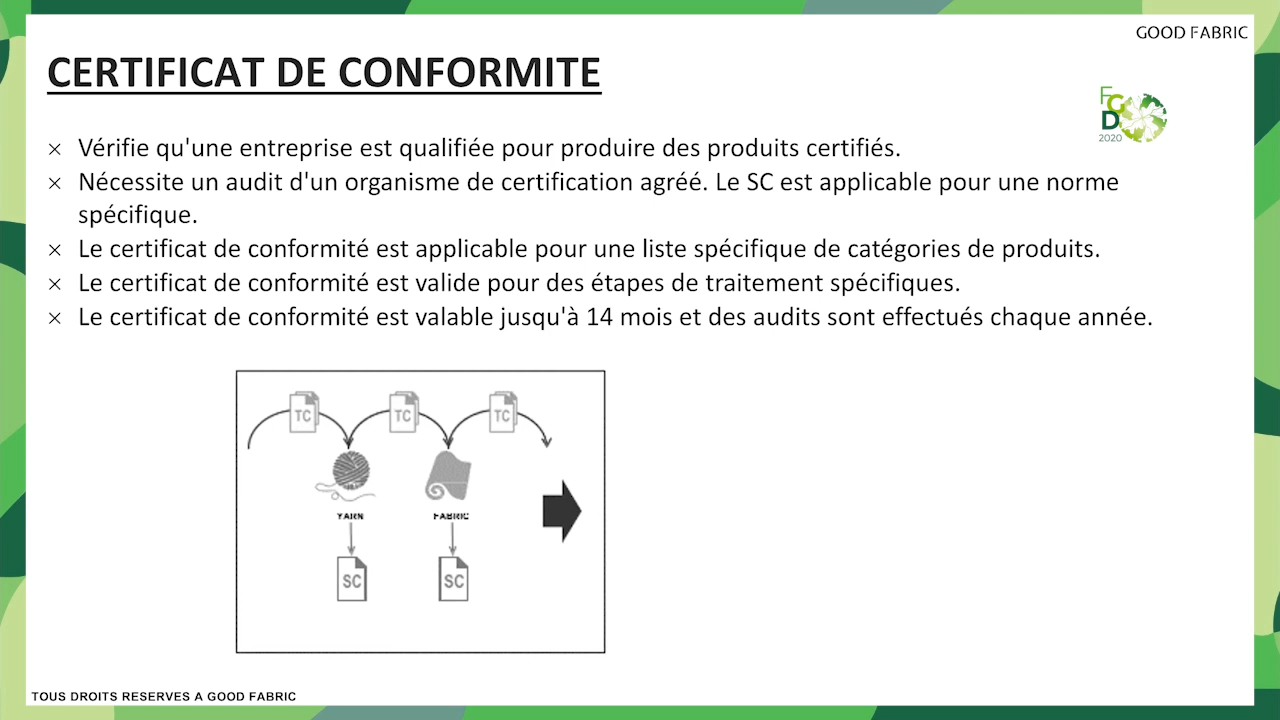 GOOD FABRIC
CERTIFICAT DE CONFORMITE
FGD
2020
× Vérifie qu'une entreprise est qualifiée pour produire des produits certifiés.
× Nécessite un audit d'un organisme de certification agréé. Le SC est applicable pour une norme
spécifique.
× Le certificat de conformité est applicable pour une liste spécifique de catégories de produits.
× Le certificat de conformité est valide pour des étapes de traitement spécifiques.
× Le certificat de conformité est valable jusqu'à 14 mois et des audits sont effectués chaque année.
TC TC TC
YARN FABRIC
SC SC
TOUS DROITS RESERVES A GOOD FABRIC